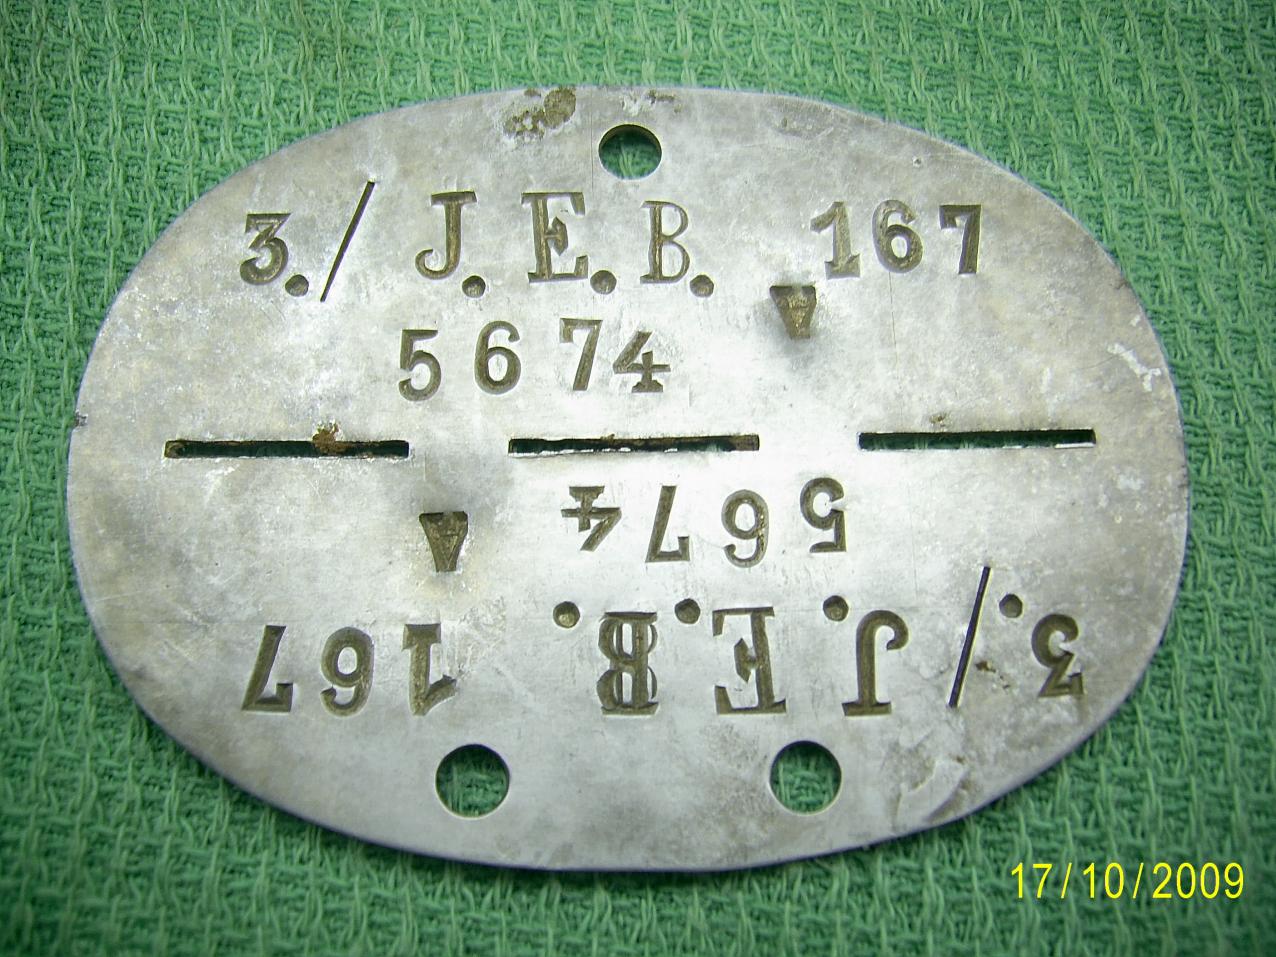 3./ J.E.B. 167
5674 A
5674 A
3./J.E.B. 167
17/10/2009